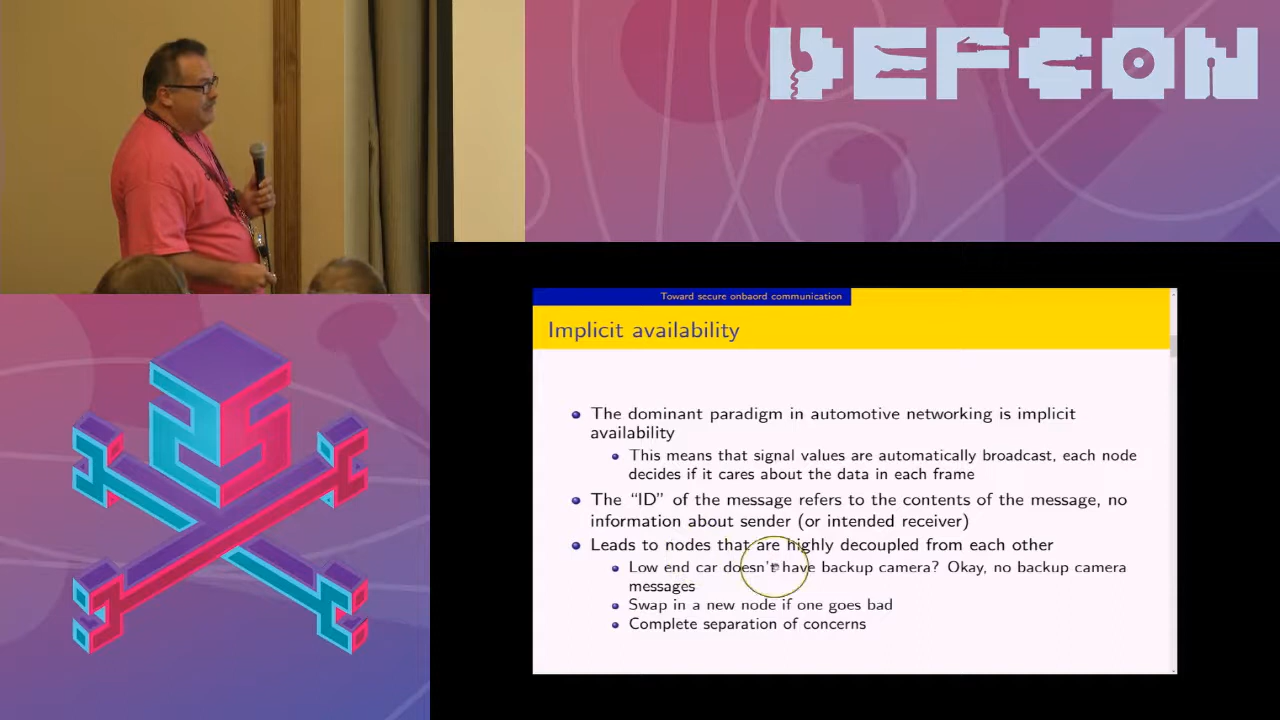 DEFCON
Toward secure onbaord communication
Implicit availability
The dominant paradigm in automotive networking is implicit
availability
This means that signal values are automatically broadcast, each node
decides if it cares about the data in each frame
The “ID” of the message refers to the contents of the message, no
information about sender (or intended receiver)
Leads to nodes that are highly decoupled from each other
Low end car doesn't have backup camera? Okay, no backup camera
messages
Swap in a new node if one goes bad
Complete separation of concerns